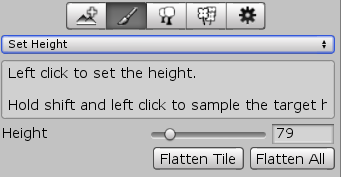 Set Height
Left click to set the height.
Hold shift and left click to sample the target h
Height 79
Flatten Tile Flatten All